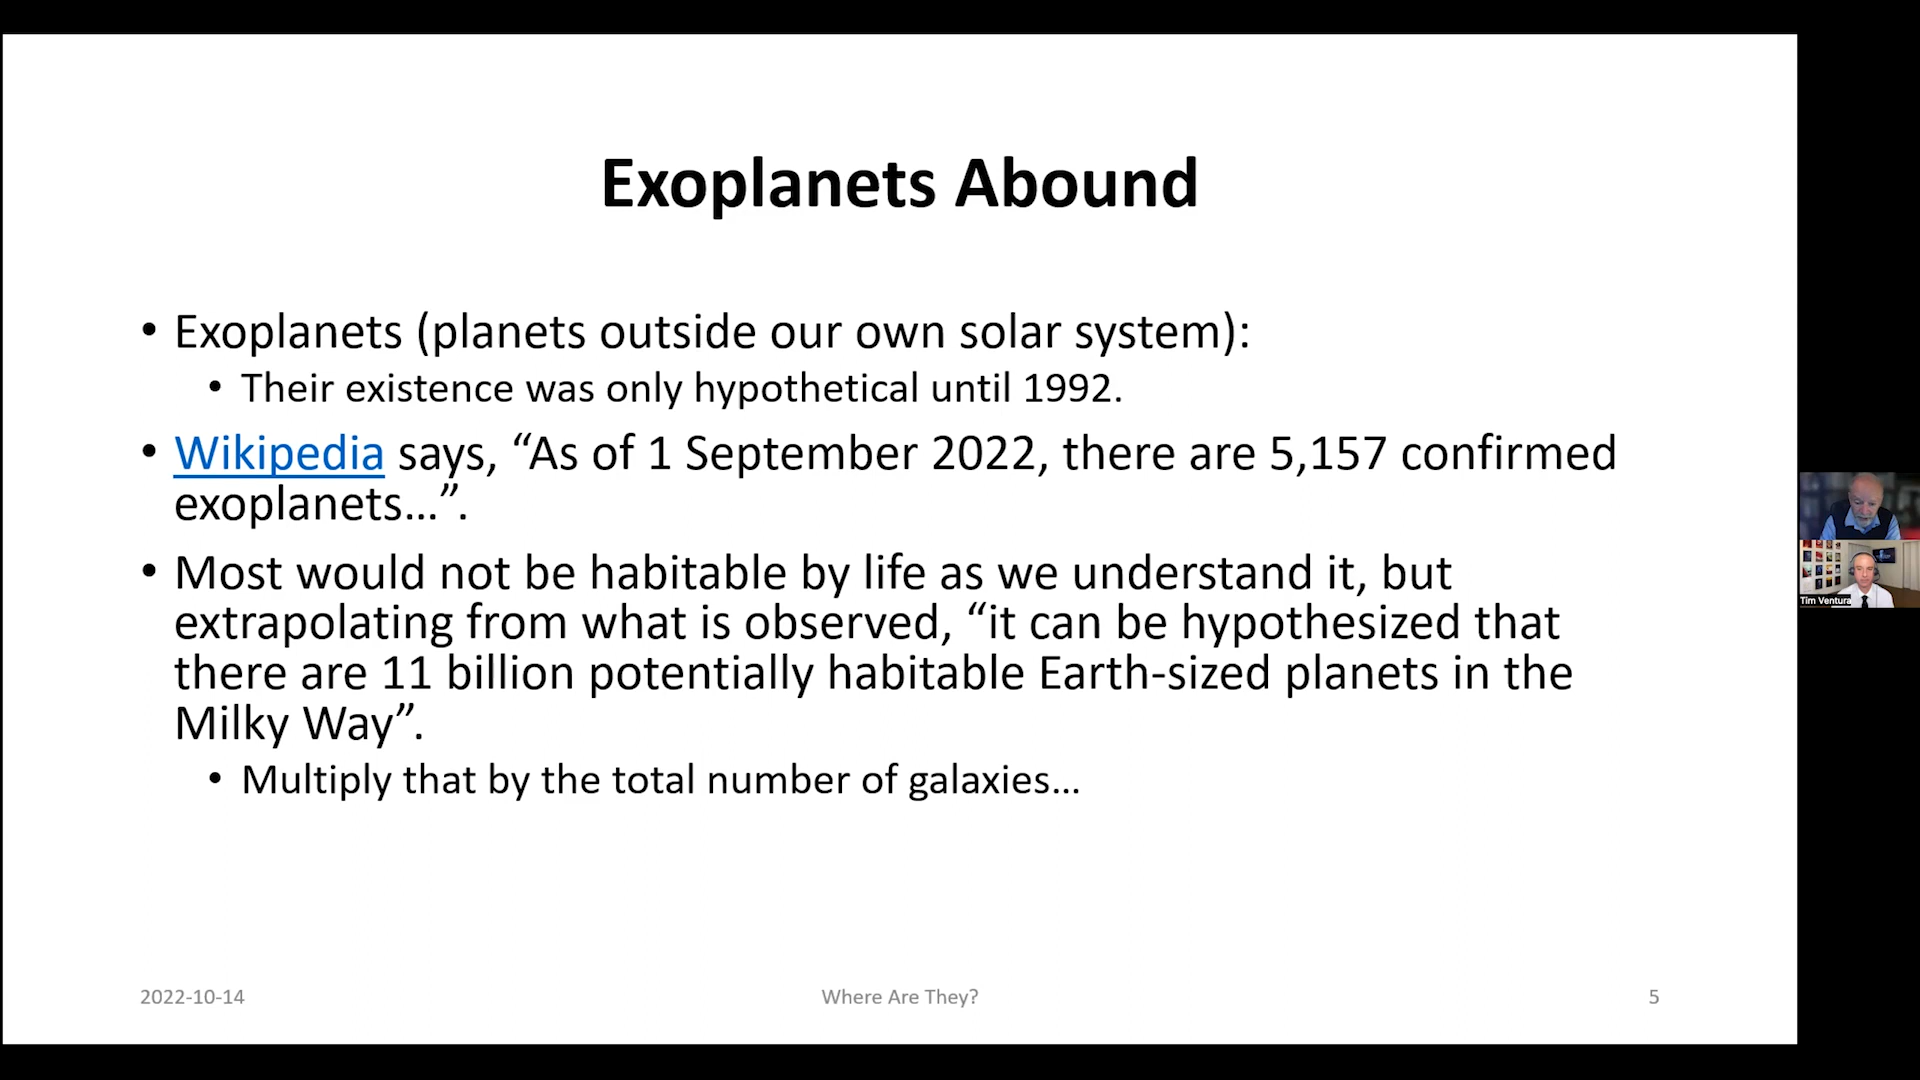 Exoplanets Abound
• Exoplanets (planets outside our own solar system):
• Their existence was only hypothetical until 1992.
• Wikipedia says, “As of 1 September 2022, there are 5,157 confirmed
exoplanets…”.
• Most would not be habitable by life as we understand it, but
extrapolating from what is observed, “it can be hypothesized that
there are 11 billion potentially habitable Earth-sized planets in the
Milky Way”.
• Multiply that by the total number of galaxies…
2022-10-14
Where Are They?
5
Tim Ventura